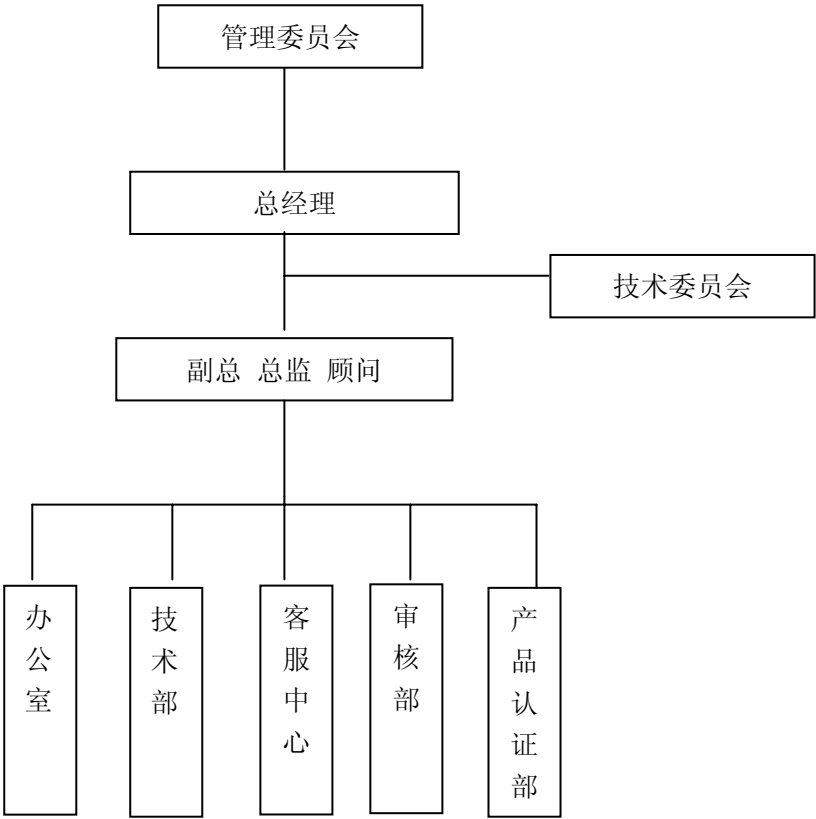 管理委员会
总经理
技术委员会
副总 总监 顾问
办公室
技术部
客服中心
审核部
产品认证部